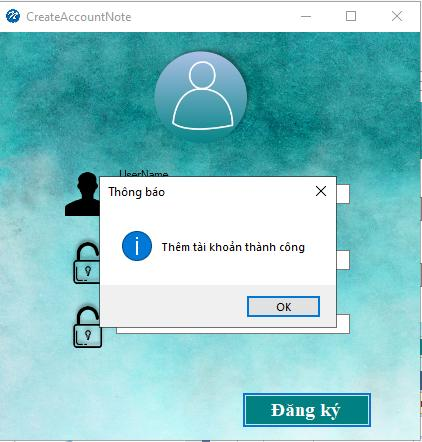 CreateAccountNote
UserName
Thông báo
Thêm tài khoản thành công
OK
Đăng ký